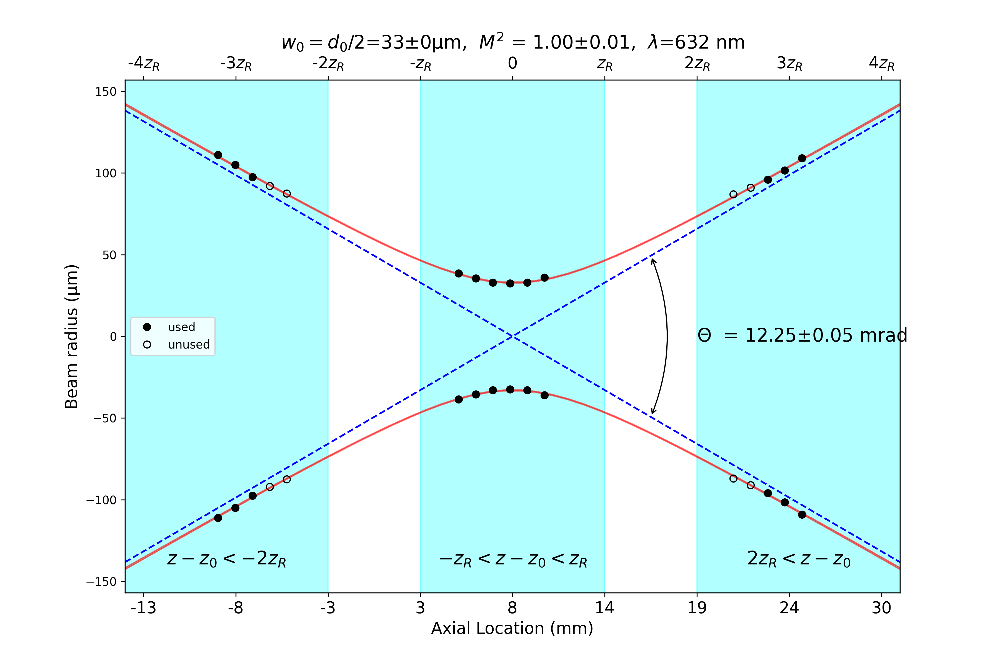 w₀ = d₀/2=33±0µm, M² = 1.00±0.01, λ=632 nm
-4z_R -3z_R -2z_R -z_R 0 z_R 2z_R 3z_R 4z_R
150
100
50
0
−50
−100
−150
Beam radius (µm)
used
unused
Θ = 12.25±0.05 mrad
z − z₀ < −2z_R
−z_R < z − z₀ < z_R
2z_R < z − z₀
-13 -8 -3 3 8 14 19 24 30
Axial Location (mm)